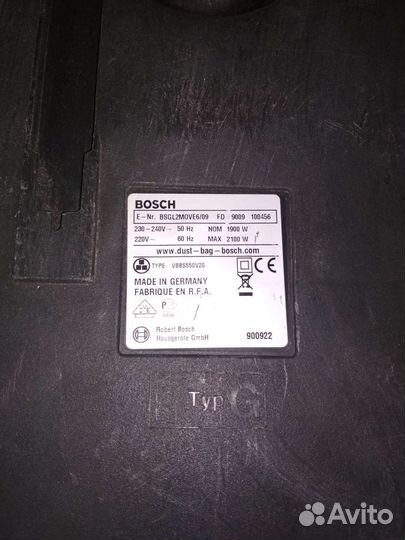 BOSCH
E-Nr. BSGL2MOVE6/09 FD 9009 100456
230-240V~ 50 Hz NOM 1900 W
220V~ 60 Hz MAX 2100 W
www.dust-bag-bosch.com
TYPE VBBS550V20
MADE IN GERMANY
FABRIQUE EN R.F.A.
Robert Bosch
Hausgeräte GmbH 900922
Typ G
Avito